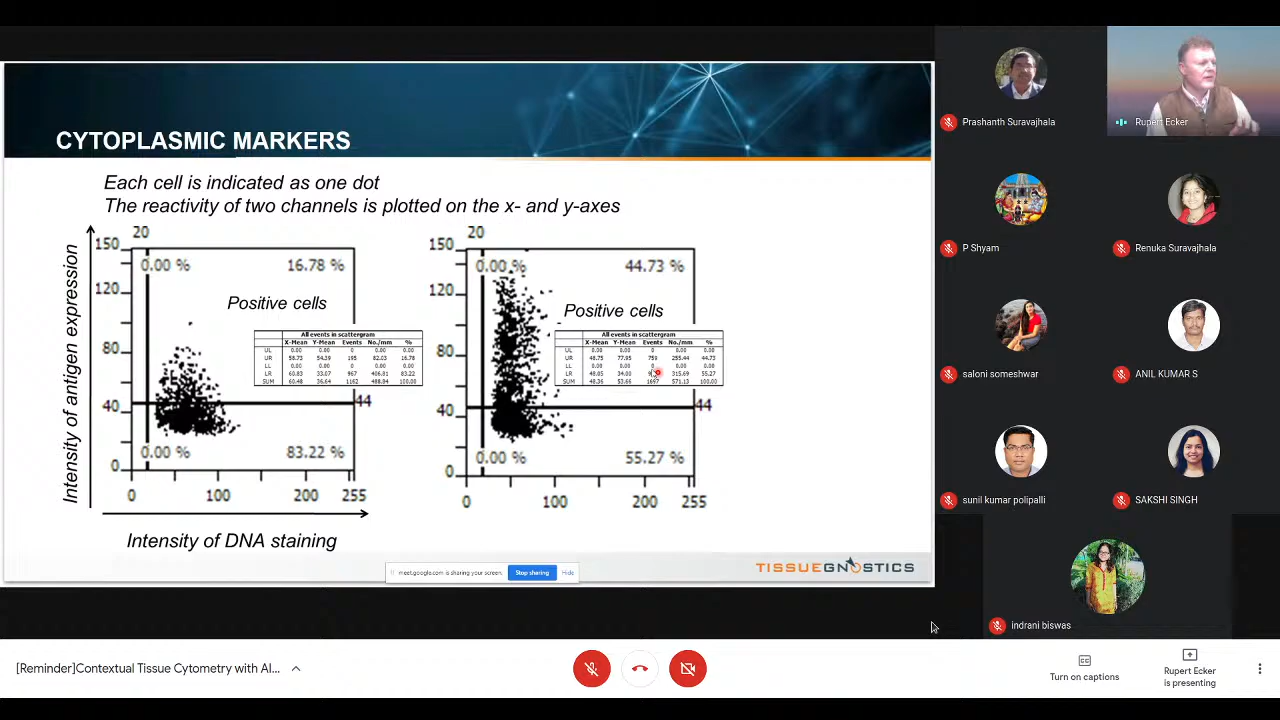 CYTOPLASMIC MARKERS
Each cell is indicated as one dot
The reactivity of two channels is plotted on the x- and y-axes
Intensity of antigen expression
20
150
0.00 %
16.78 %
120
Positive cells
80
All events in scattergram
X-Mean Y-Mean Events No./mm %
UL 0.00 0.00 0 0.00 0.00
UR 58.73 54.39 195 82.03 16.78
LL 0.00 0.00 0 0.00 0.00
LR 60.83 33.07 967 406.81 83.22
SUM 60.48 36.64 1162 488.84 100.00
40
44
0.00 %
83.22 %
0
0 100 200 255
Intensity of DNA staining
20
150
0.00 %
44.73 %
120
Positive cells
80
All events in scattergram
X-Mean Y-Mean Events No./mm %
UL 0.00 0.00 0 0.00 0.00
UR 48.75 77.95 759 255.44 44.73
LL 0.00 0.00 0 0.00 0.00
LR 48.05 34.00 315.69 55.27
SUM 48.36 53.66 1697 571.13 100.00
40
44
0.00 %
55.27 %
0
0 100 200 255
meet.google.com is sharing your screen.
Stop sharing
Hide
TISSUEGNOSTICS
Prashanth Suravajhala
Rupert Ecker
P Shyam
Renuka Suravajhala
saloni someshwar
ANIL KUMAR S
sunil kumar polipalli
SAKSHI SINGH
indrani biswas
[Reminder]Contextual Tissue Cytometry with AI...
CC
Turn on captions
Rupert Ecker
is presenting